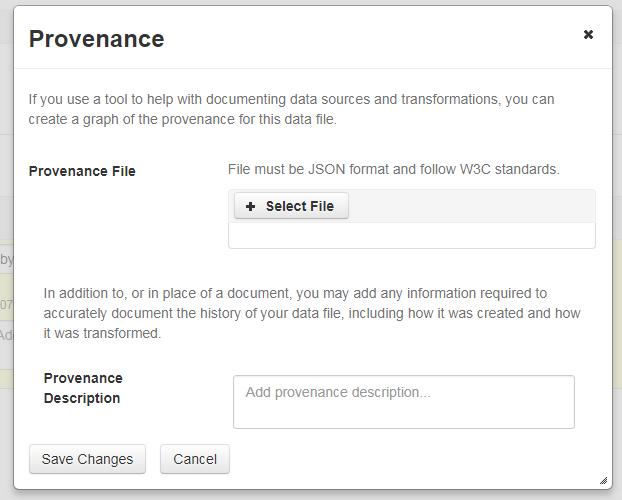 Provenance
If you use a tool to help with documenting data sources and transformations, you can
create a graph of the provenance for this data file.
Provenance File
File must be JSON format and follow W3C standards.
Select File
by
07
In addition to, or in place of a document, you may add any information required to
accurately document the history of your data file, including how it was created and how
it was transformed.
Ad
Provenance
Description
Add provenance description...
Save Changes
Cancel